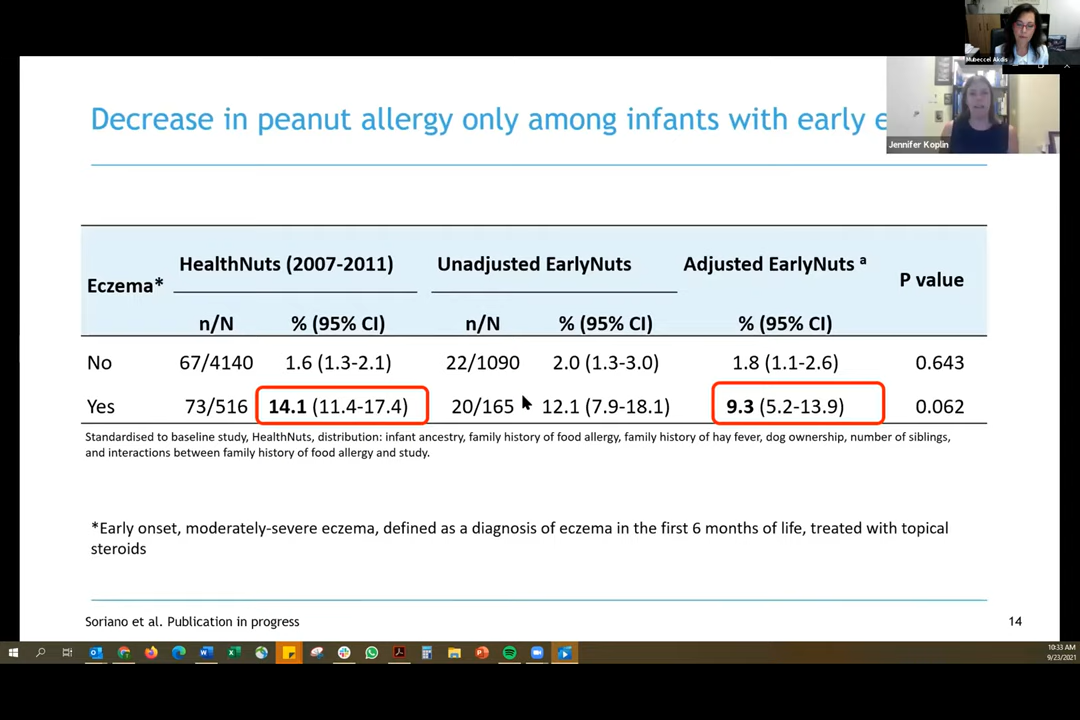 Mubeccel Akdis
Decrease in peanut allergy only among infants with early e
Jennifer Koplin
Eczema* HealthNuts (2007-2011) Unadjusted EarlyNuts Adjusted EarlyNuts a P value
n/N % (95% CI) n/N % (95% CI) % (95% CI)
No 67/4140 1.6 (1.3-2.1) 22/1090 2.0 (1.3-3.0) 1.8 (1.1-2.6) 0.643
Yes 73/516 14.1 (11.4-17.4) 20/165 12.1 (7.9-18.1) 9.3 (5.2-13.9) 0.062
Standardised to baseline study, HealthNuts, distribution: infant ancestry, family history of food allergy, family history of hay fever, dog ownership, number of siblings,
and interactions between family history of food allergy and study.
*Early onset, moderately-severe eczema, defined as a diagnosis of eczema in the first 6 months of life, treated with topical
steroids
Soriano et al. Publication in progress 14
10:33 AM
9/23/2021